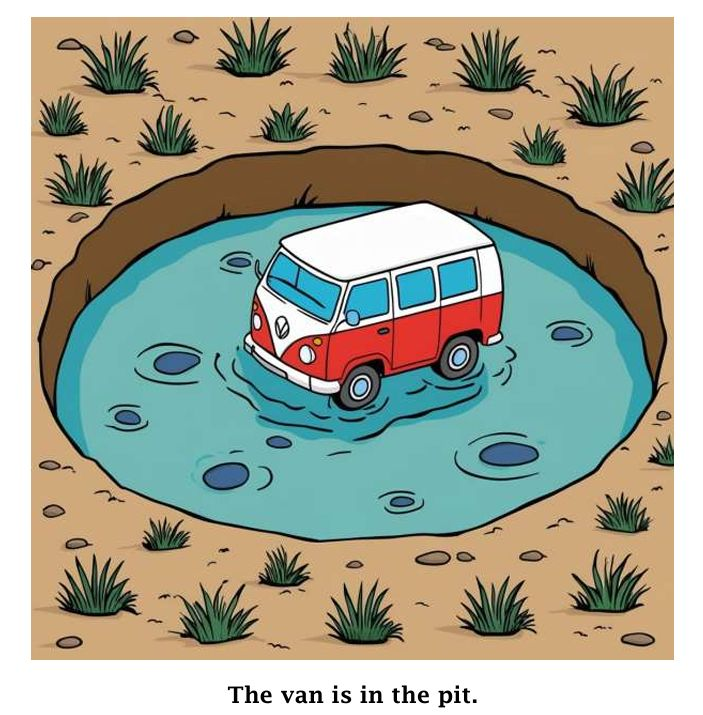 The van is in the pit.